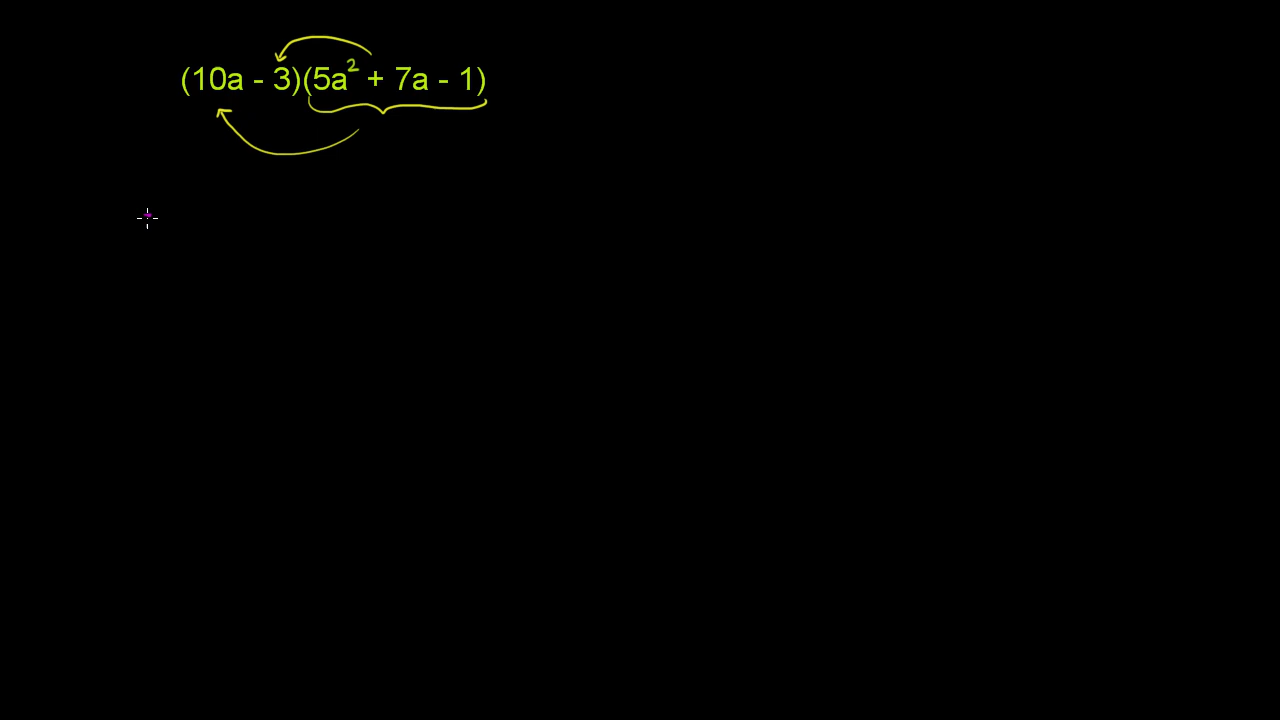 (10a - 3)(5a² + 7a - 1)